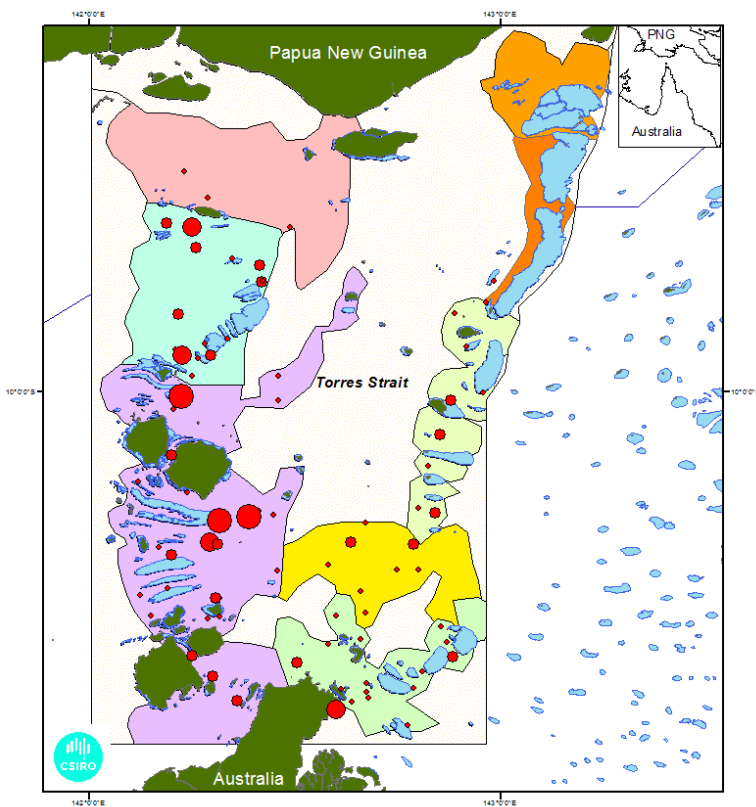 142°0'0"E
143°0'0"E
Papua New Guinea
PNG
Australia
10°0'0"S
Torres Strait
10°0'0"S
CSIRO
Australia
142°0'0"E
143°0'0"E